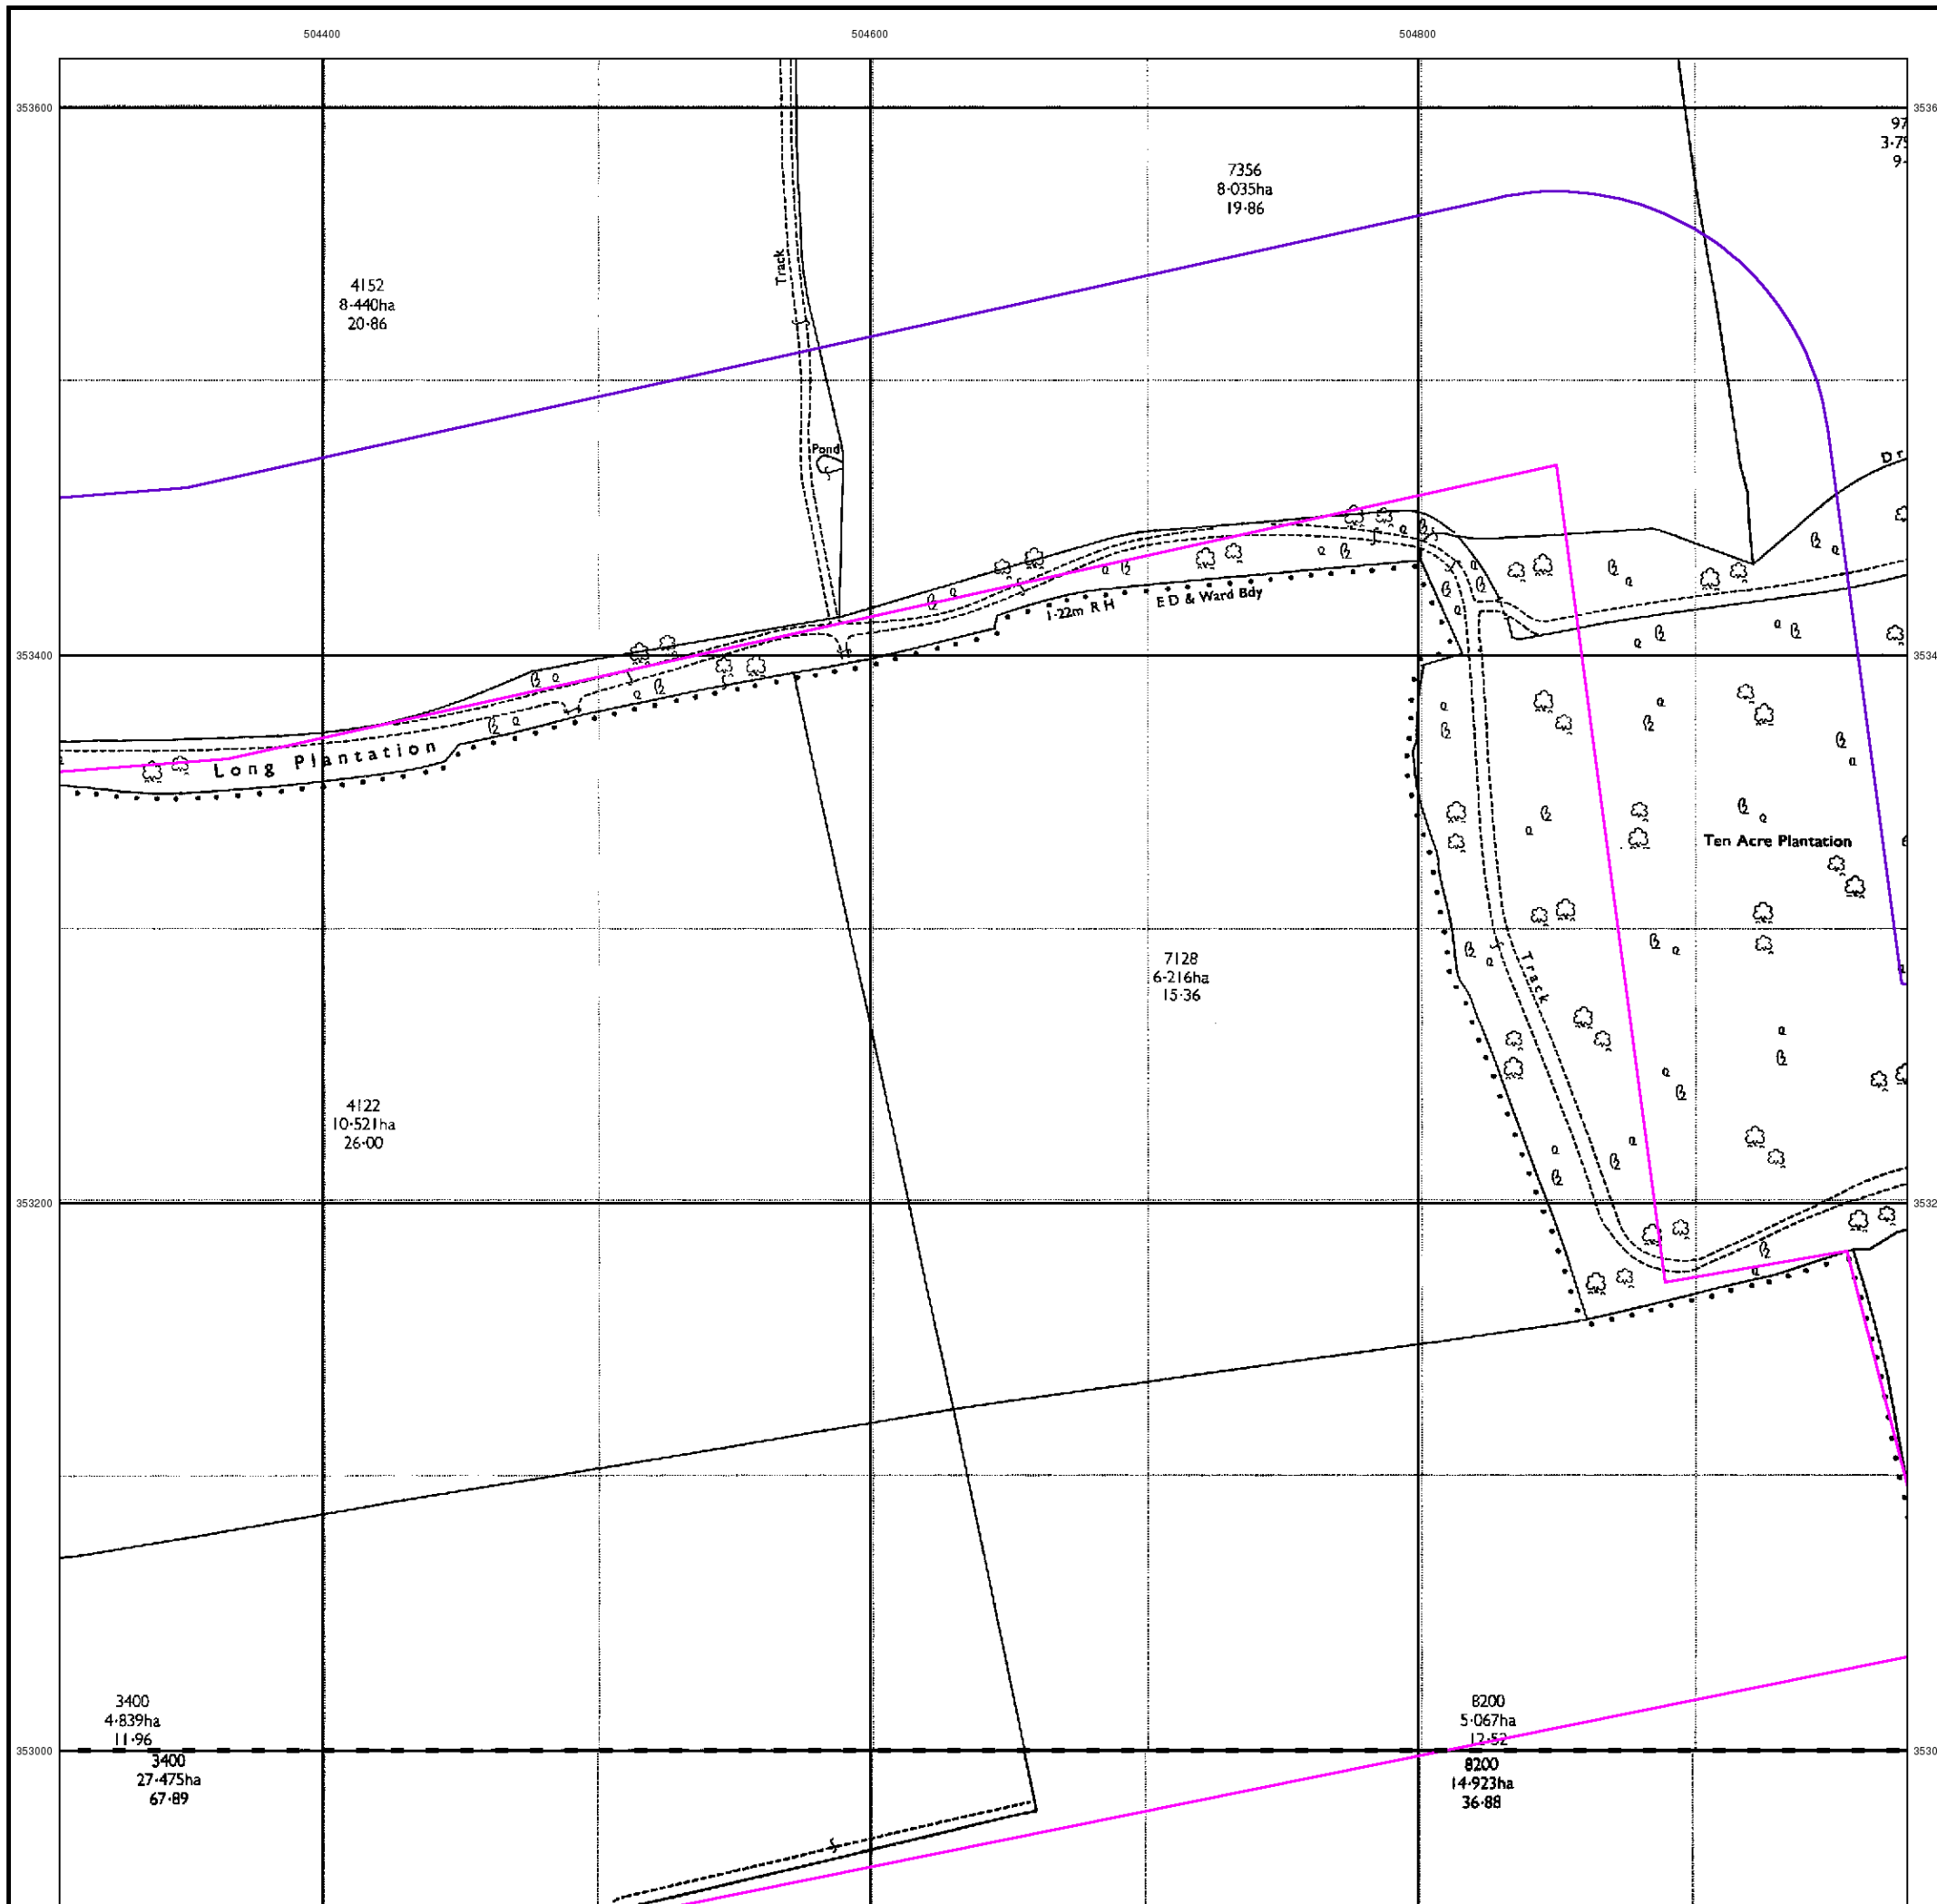 504400
504600
504800
353600
7356
8·035ha
19·86
4152
8·440ha
20·86
Track
Pond
1·22m R H
E D & Ward Bdy
Long Plantation
Ten Acre Plantation
Track
7128
6·216ha
15·36
4122
10·521ha
26·00
353400
353200
3400
4·839ha
11·96
8200
5·067ha
12·52
353000
3400
27·475ha
67·89
8200
14·923ha
36·88